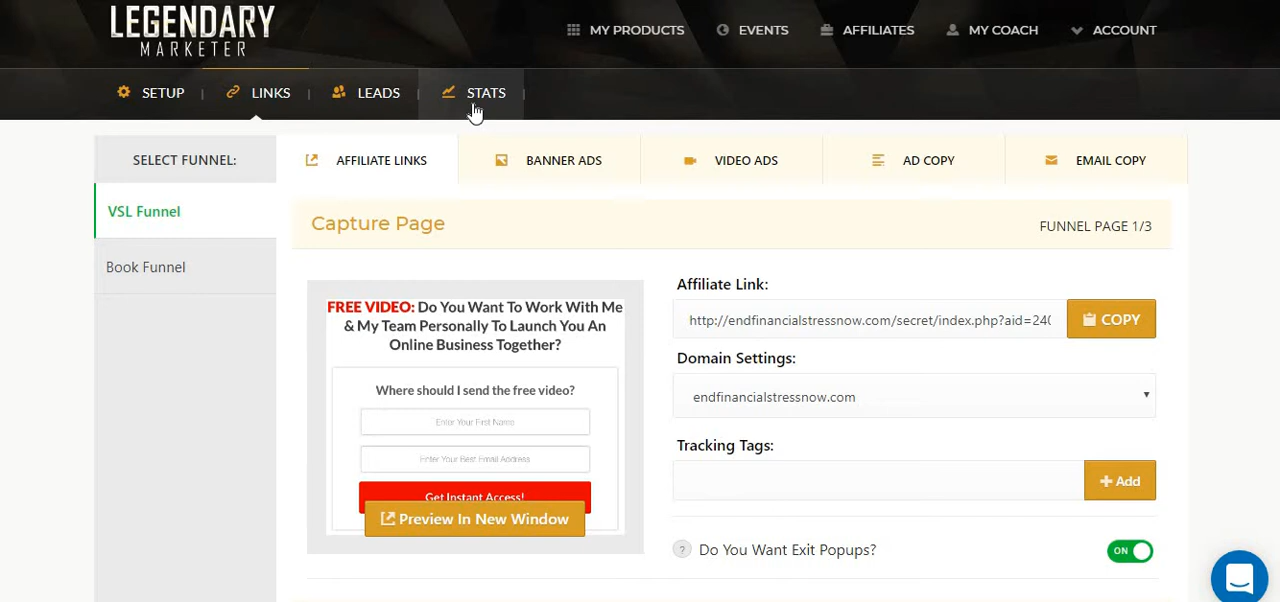 LEGENDARY
MARKETER
MY PRODUCTS EVENTS AFFILIATES MY COACH ACCOUNT
SETUP | LINKS | LEADS | STATS |
SELECT FUNNEL:
VSL Funnel
Book Funnel
AFFILIATE LINKS BANNER ADS VIDEO ADS AD COPY EMAIL COPY
Capture Page
FUNNEL PAGE 1/3
FREE VIDEO: Do You Want To Work With Me
& My Team Personally To Launch You An
Online Business Together?
Where should I send the free video?
Enter Your First Name
Enter Your Best Email Address
Get Instant Access!
Preview In New Window
Affiliate Link:
http://endfinancialstressnow.com/secret/index.php?aid=240
COPY
Domain Settings:
endfinancialstressnow.com
Tracking Tags:
+ Add
? Do You Want Exit Popups?
ON